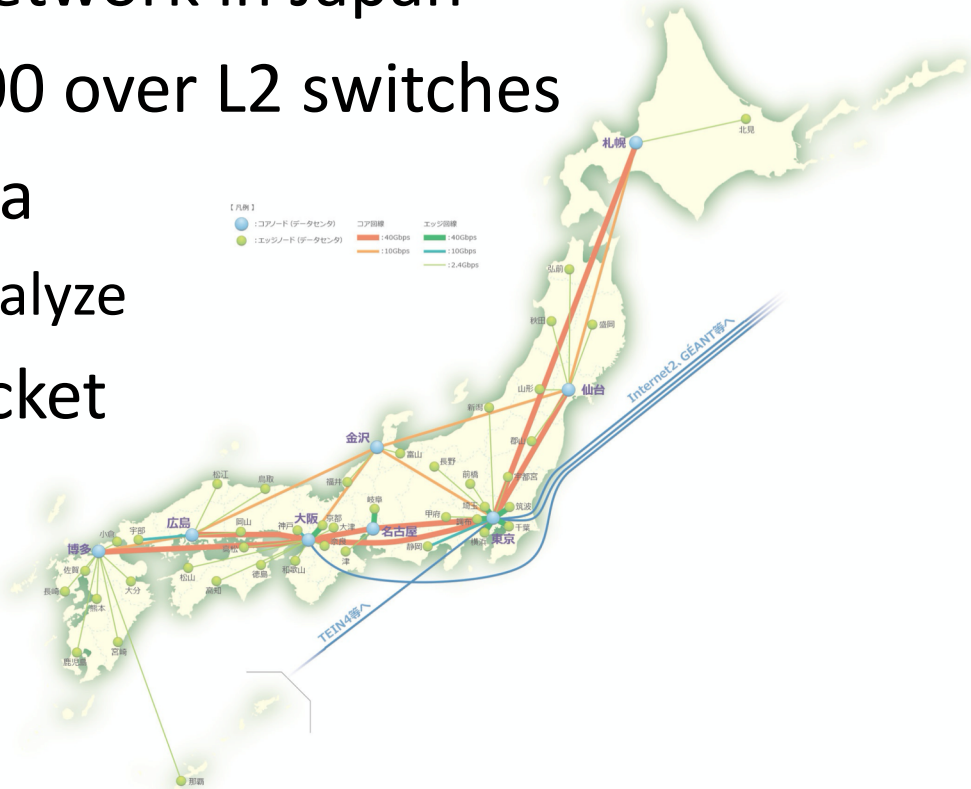 etwork in Japan
00 over L2 switches
a
alyze
cket
【 凡例 】
：コアノード (データセンタ)
：エッジノード (データセンタ)
コア回線
：40Gbps
：10Gbps
エッジ回線
：40Gbps
：10Gbps
：2.4Gbps
札幌
北見
弘前
秋田
盛岡
山形
仙台
新潟
郡山
Internet2、GÉANT等へ
金沢
富山
長野
前橋
宇都宮
福井
松江
鳥取
岐阜
埼玉
筑波
甲府
千葉
東京
横浜
静岡
名古屋
大阪
京都
大津
奈良
津
神戸
岡山
広島
宇部
小倉
博多
高松
和歌山
徳島
松山
高知
佐賀
長崎
熊本
大分
宮崎
鹿児島
TEIN4等へ
那覇